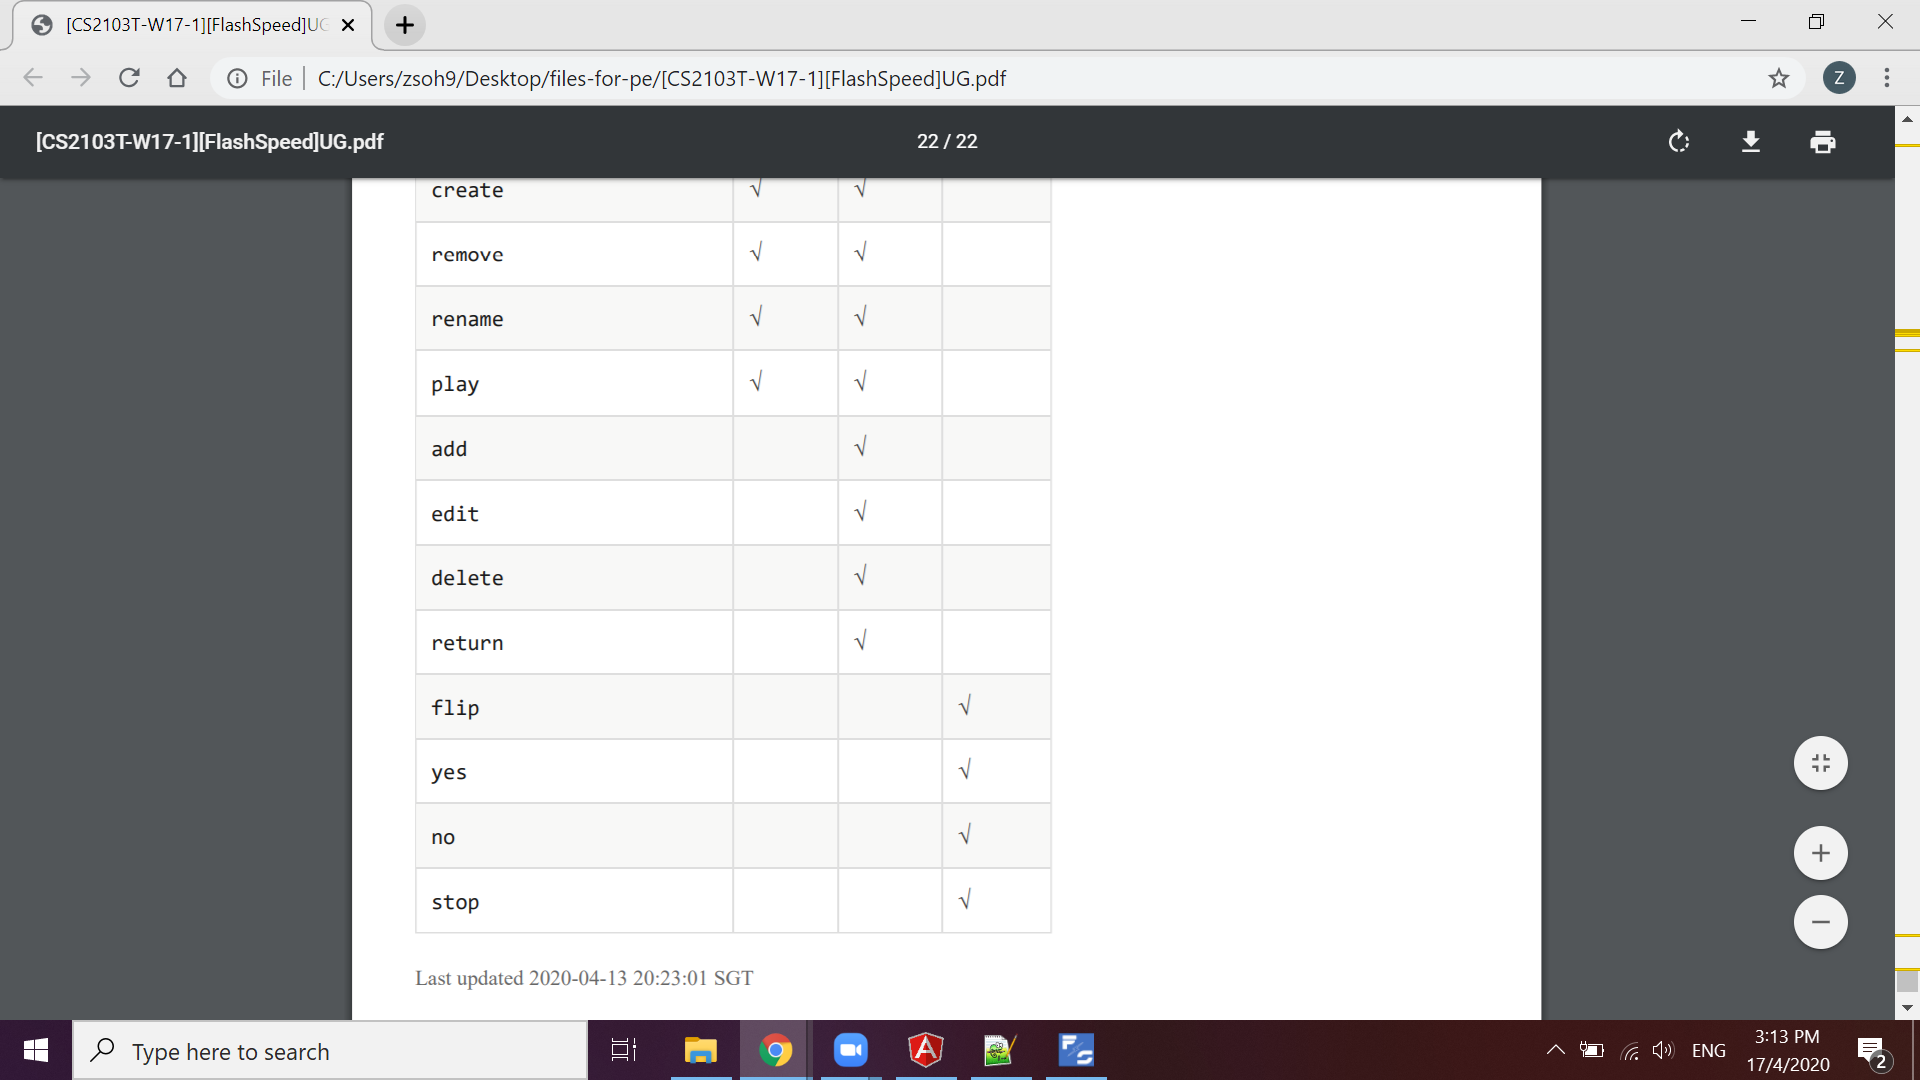 [CS2103T-W17-1][FlashSpeed]UG
File
C:/Users/zsoh9/Desktop/files-for-pe/[CS2103T-W17-1][FlashSpeed]UG.pdf
Z
[CS2103T-W17-1][FlashSpeed]UG.pdf
22 / 22
create √ √
remove √ √
rename √ √
play √ √
add √
edit √
delete √
return √
flip √
yes √
no √
stop √
Last updated 2020-04-13 20:23:01 SGT
Type here to search
ENG
3:13 PM
17/4/2020
2